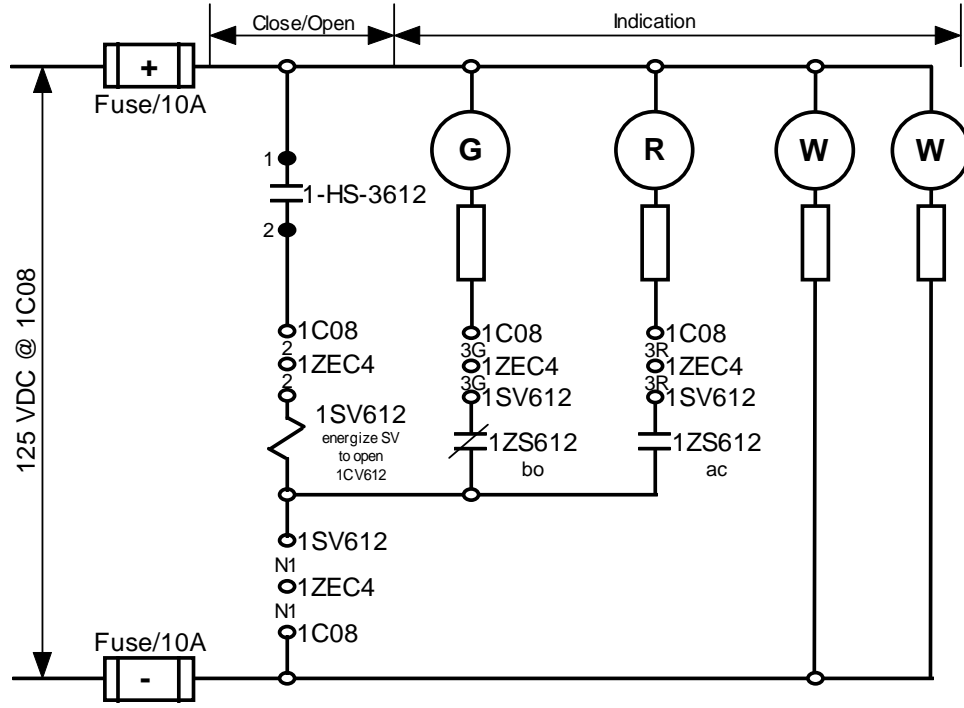 Close/Open
Indication
+
Fuse/10A
G
R
W
W
1
1-HS-3612
2
125 VDC @ 1C08
1C08
2
1ZEC4
2
1SV612
energize SV
to open
1CV612
1C08
3G
1ZEC4
3G
1SV612
1ZS612
bo
1C08
3R
1ZEC4
3R
1SV612
1ZS612
ac
1SV612
N1
1ZEC4
N1
1C08
Fuse/10A
-